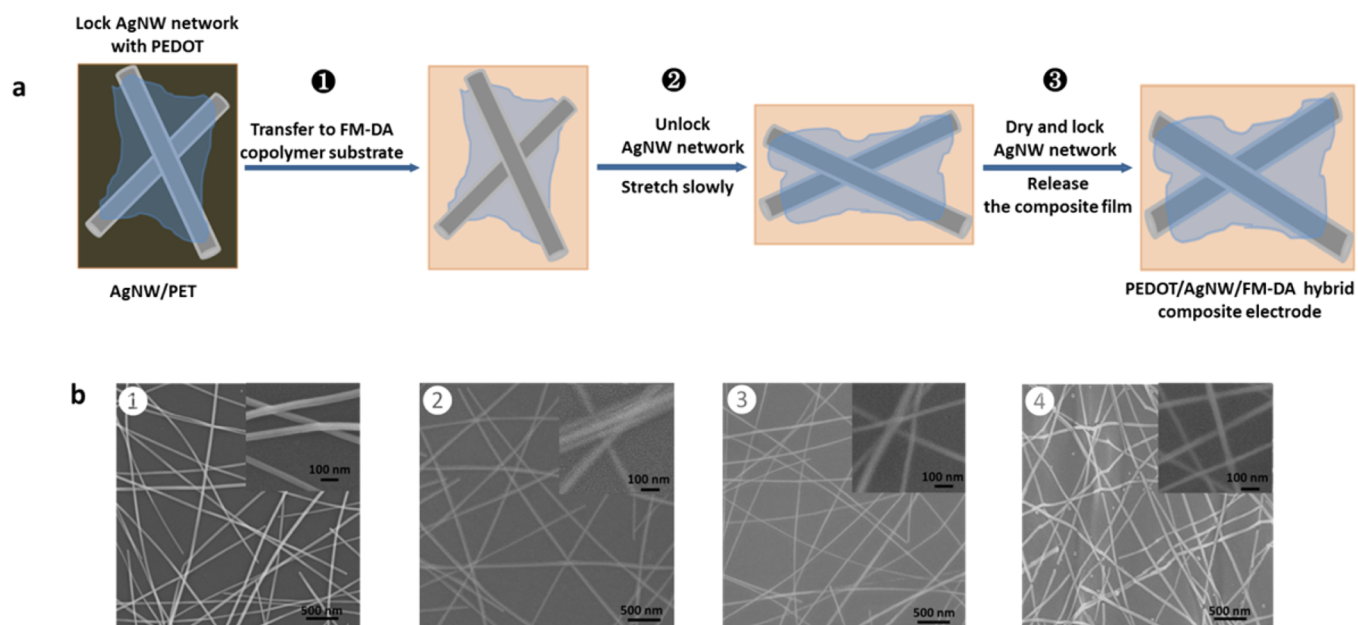 Lock AgNW network
with PEDOT
a
❶
❷
❸
Transfer to FM-DA
copolymer substrate
Unlock
AgNW network
Stretch slowly
Dry and lock
AgNW network
Release
the composite film
AgNW/PET
PEDOT/AgNW/FM-DA hybrid
composite electrode
b
1
100 nm
500 nm
2
100 nm
500 nm
3
100 nm
500 nm
4
100 nm
500 nm